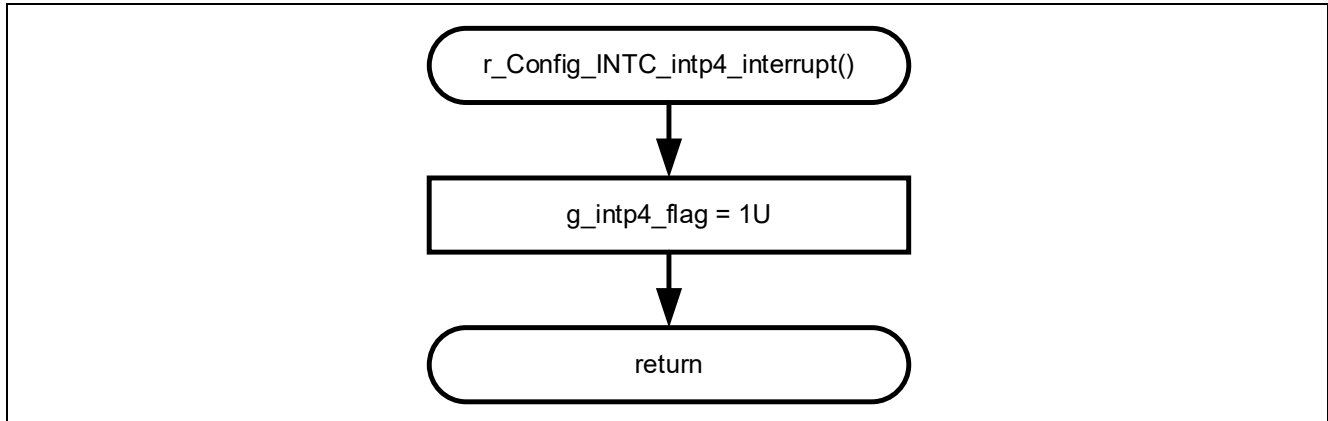 r_Config_INTC_intp4_interrupt()
g_intp4_flag = 1U
return